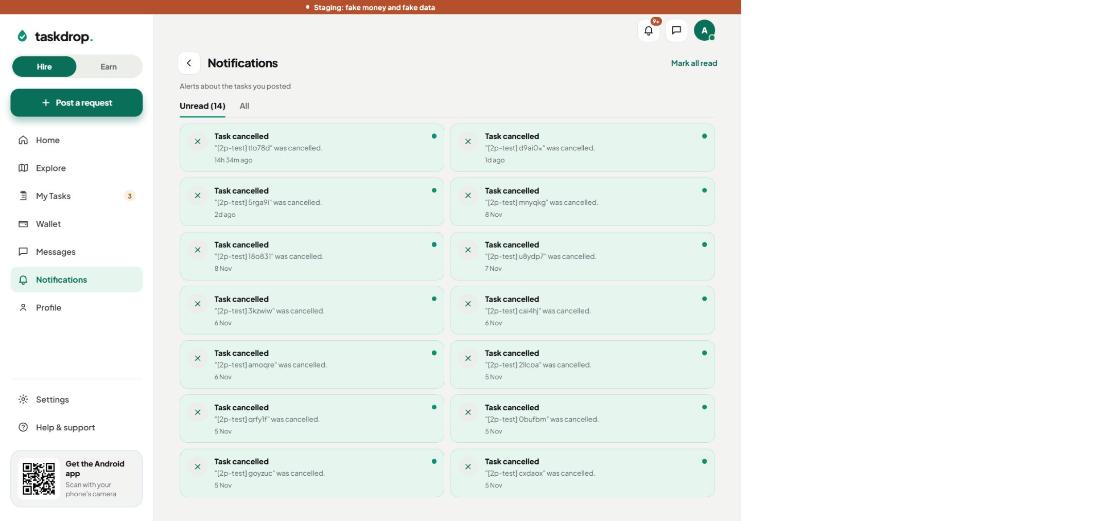 Staging: fake money and fake data
taskdrop.
Hire
Earn
Post a request
Home
Explore
My Tasks
3
Wallet
Messages
Notifications
Profile
Settings
Help & support
Get the Android
app
Scan with your
phone's camera
9+
A
Notifications
Mark all read
Alerts about the tasks you posted
Unread (14)
All
Task cancelled
"[2p-test] was cancelled.
14h 34m ago
Task cancelled
"[2p-test] was cancelled.
1d ago
Task cancelled
"[2p-test] 5rga9i" was cancelled.
2d ago
Task cancelled
"[2p-test] mnyqkg" was cancelled.
8 Nov
Task cancelled
"[2p-test] was cancelled.
8 Nov
Task cancelled
"[2p-test] u8ydp7" was cancelled.
7 Nov
Task cancelled
"[2p-test] 3kzwiw" was cancelled.
6 Nov
Task cancelled
"[2p-test] cai4hj" was cancelled.
6 Nov
Task cancelled
"[2p-test] amoqre" was cancelled.
6 Nov
Task cancelled
"[2p-test] was cancelled.
5 Nov
Task cancelled
"[2p-test] was cancelled.
5 Nov
Task cancelled
"[2p-test] 0bufbm" was cancelled.
5 Nov
Task cancelled
"[2p-test] goyzuc" was cancelled.
5 Nov
Task cancelled
"[2p-test] cxdaox" was cancelled.
5 Nov